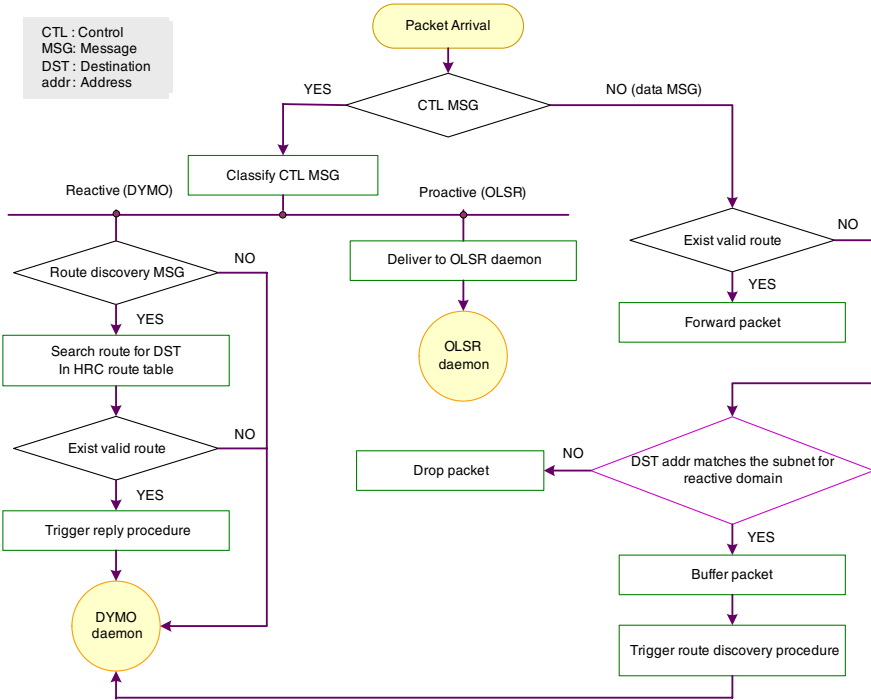 CTL : Control
MSG: Message
DST : Destination
addr : Address
Packet Arrival
CTL MSG
YES
NO (data MSG)
Classify CTL MSG
Reactive (DYMO)
Proactive (OLSR)
Route discovery MSG
NO
YES
Deliver to OLSR daemon
Exist valid route
NO
YES
Forward packet
Search route for DST
In HRC route table
OLSR
daemon
Exist valid route
NO
YES
Trigger reply procedure
DST addr matches the subnet for
reactive domain
NO
Drop packet
YES
Buffer packet
Trigger route discovery procedure
DYMO
daemon